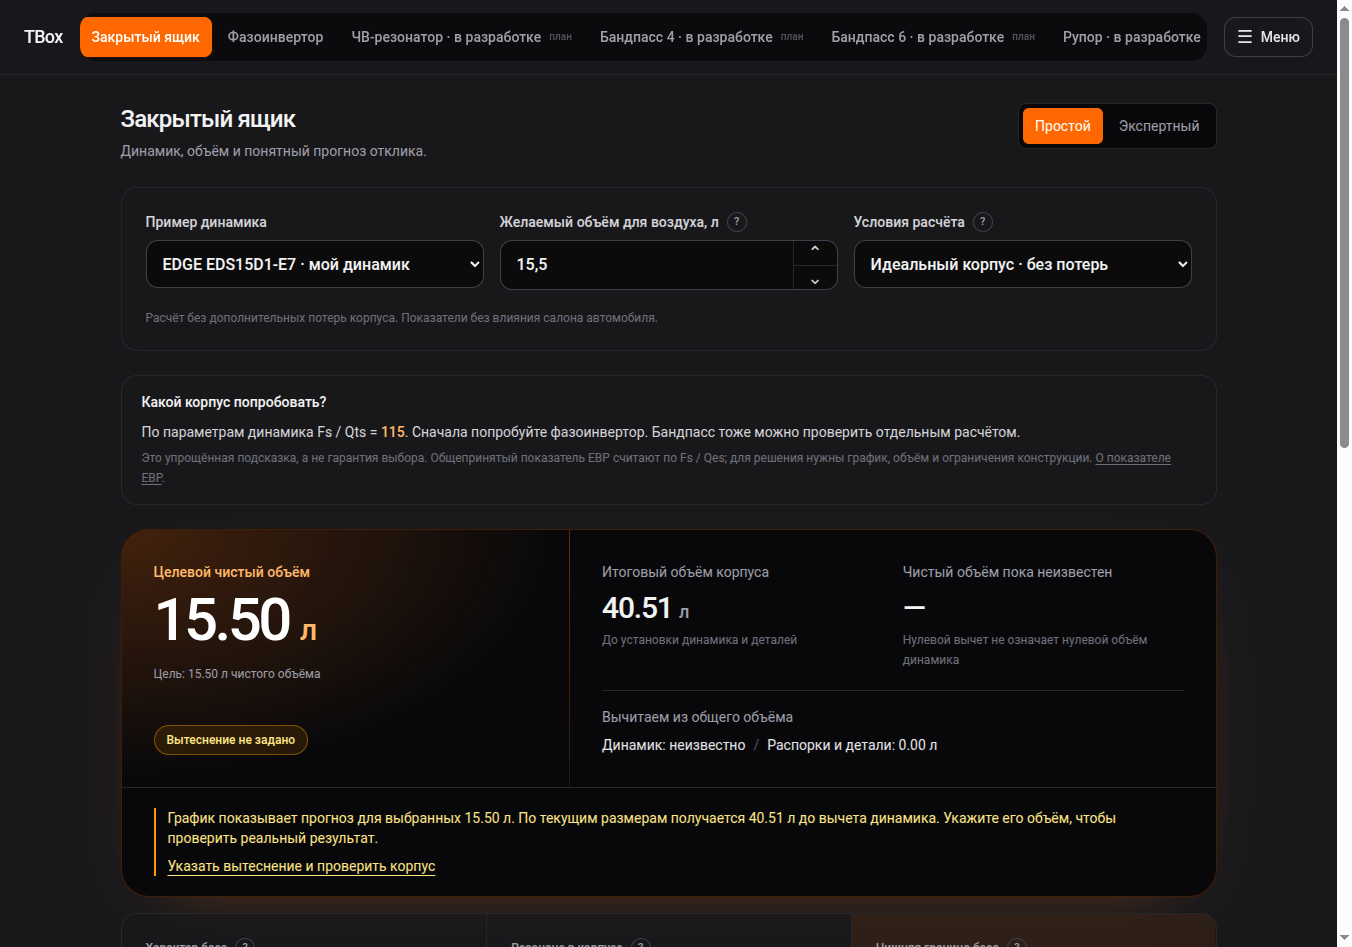 TBox
Закрытый ящик
Фазоинвертор
ЧВ-резонатор · в разработке план
Бандпасс 4 · в разработке план
Бандпасс 6 · в разработке план
Рупор · в разработке
Меню
Закрытый ящик
Динамик, объём и понятный прогноз отклика.
Простой
Экспертный
Пример динамика
EDGE EDS15D1-E7 · мой динамик
Желаемый объём для воздуха, л ?
15,5
Условия расчёта ?
Идеальный корпус · без потерь
Расчёт без дополнительных потерь корпуса. Показатели без влияния салона автомобиля.
Какой корпус попробовать?
По параметрам динамика Fs / Qts = 115. Сначала попробуйте фазоинвертор. Бандпасс тоже можно проверить отдельным расчётом.
Это упрощённая подсказка, а не гарантия выбора. Общепринятый показатель EBP считают по Fs / Qes; для решения нужны график, объём и ограничения конструкции. О показателе
EBP.
Целевой чистый объём
15.50 л
Цель: 15.50 л чистого объёма
Вытеснение не задано
Итоговый объём корпуса
40.51 л
До установки динамика и деталей
Чистый объём пока неизвестен
—
Нулевой вычет не означает нулевой объём
динамика
Вычитаем из общего объёма
Динамик: неизвестно / Распорки и детали: 0.00 л
График показывает прогноз для выбранных 15.50 л. По текущим размерам получается 40.51 л до вычета динамика. Укажите его объём, чтобы
проверить реальный результат.
Указать вытеснение и проверить корпус
Характер баса ?
Резонанс в корпусе ?
Нижняя граница баса ?